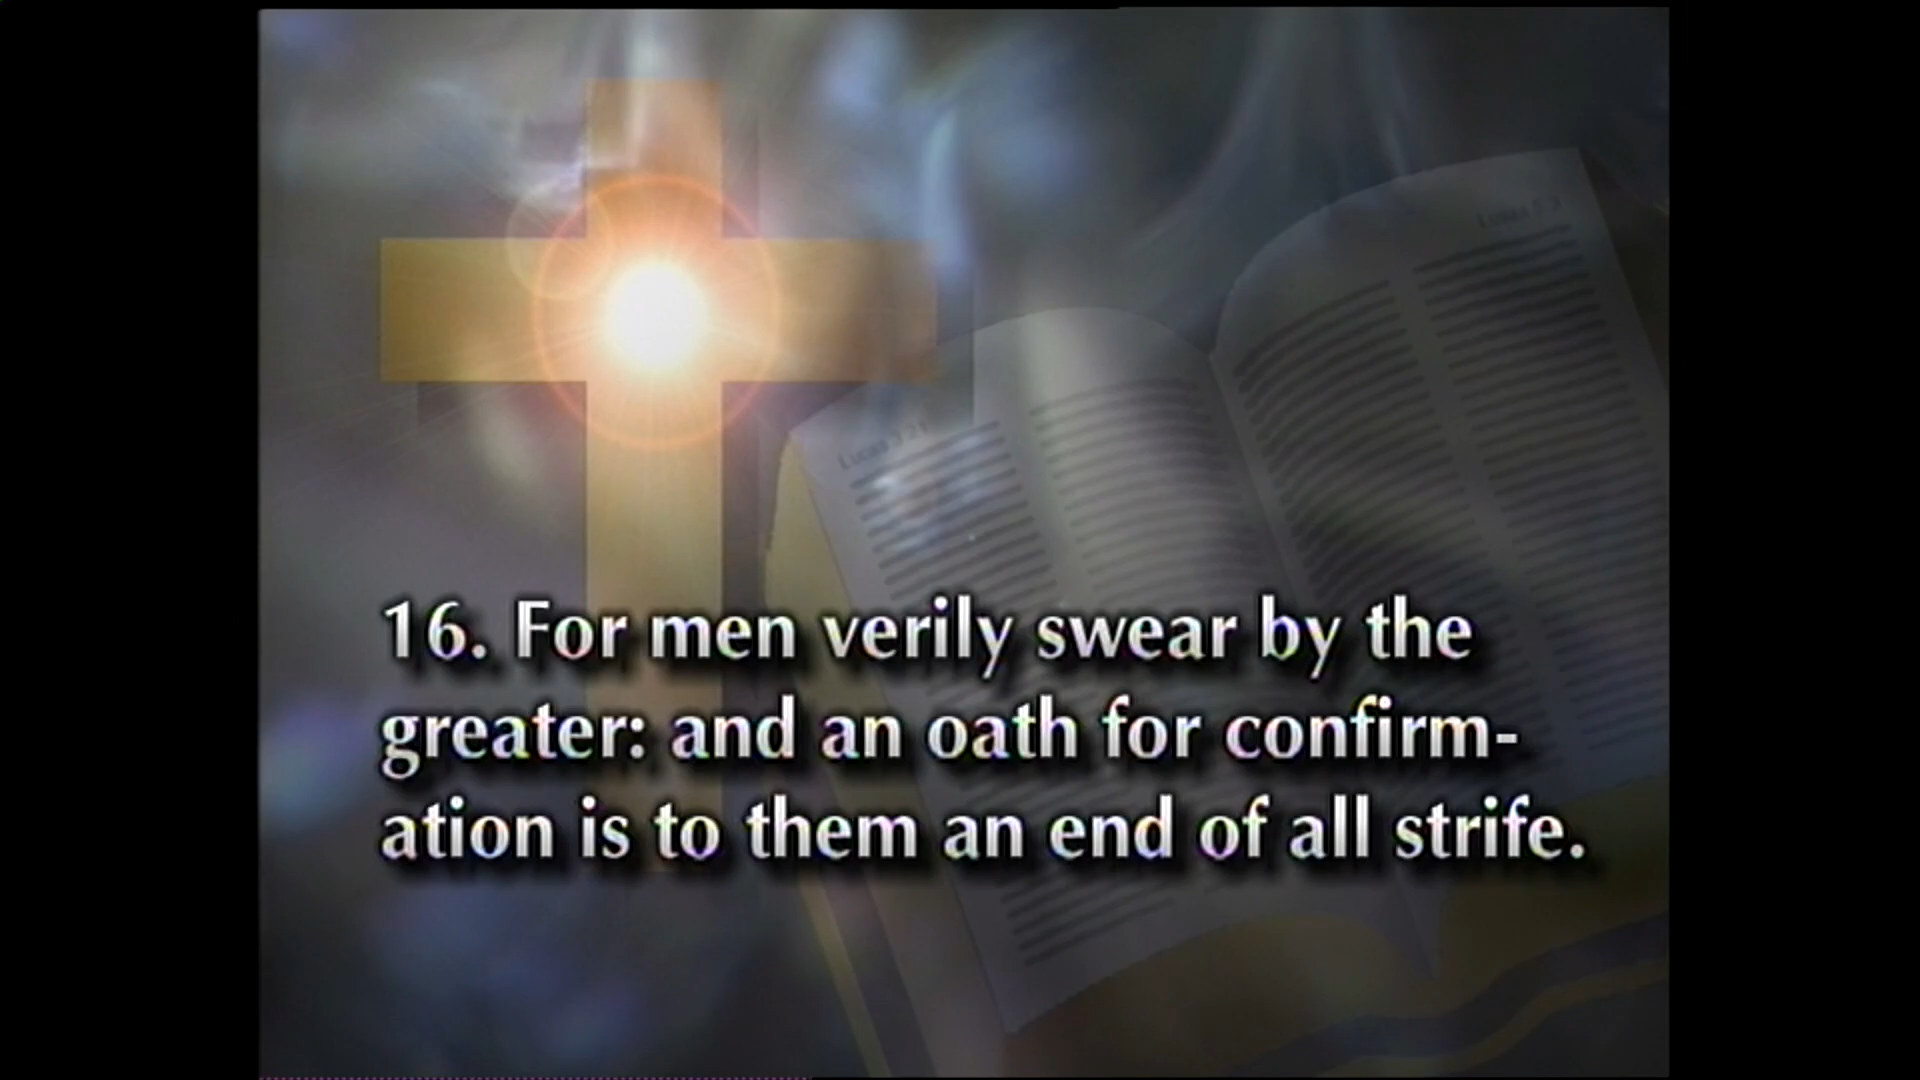 16. For men verily swear by the
greater: and an oath for confirm-
ation is to them an end of all strife.